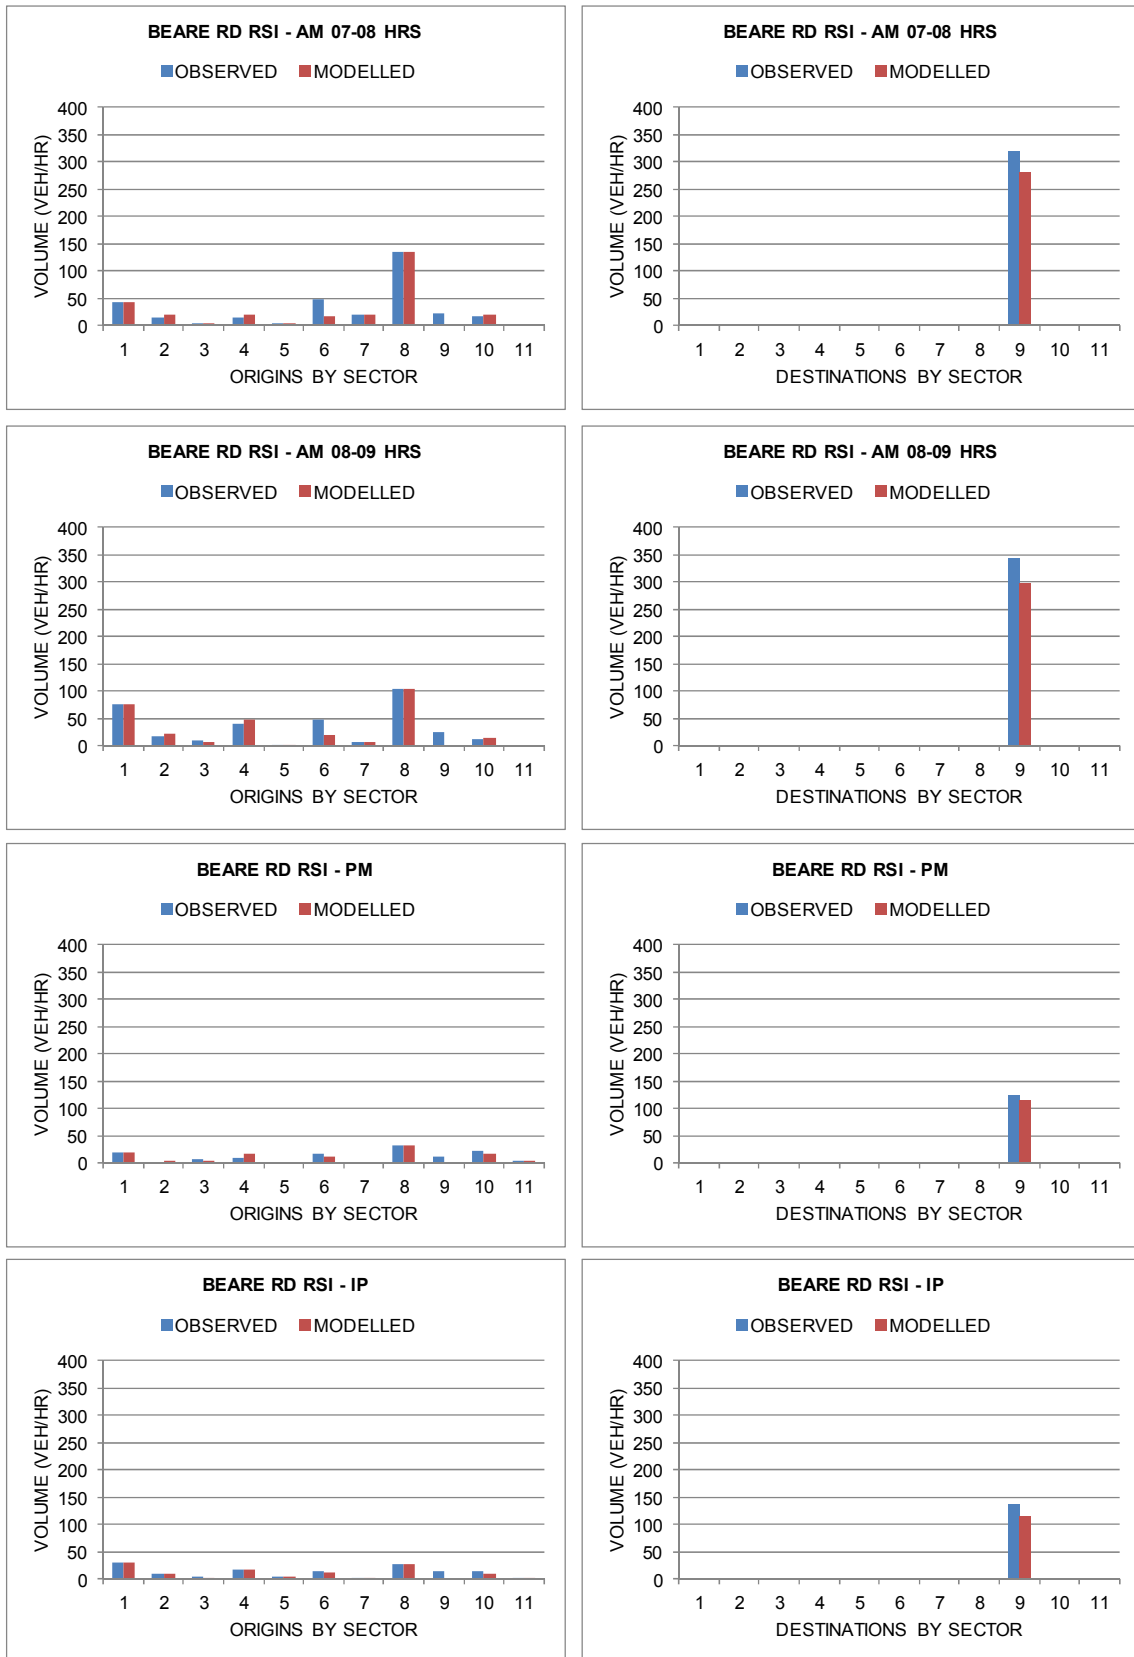 BEARE RD RSI - AM 07-08 HRS
OBSERVED MODELLED
VOLUME (VEH/HR)
400
350
300
250
200
150
100
50
0
1 2 3 4 5 6 7 8 9 10 11
ORIGINS BY SECTOR
BEARE RD RSI - AM 07-08 HRS
OBSERVED MODELLED
VOLUME (VEH/HR)
400
350
300
250
200
150
100
50
0
1 2 3 4 5 6 7 8 9 10 11
DESTINATIONS BY SECTOR
BEARE RD RSI - AM 08-09 HRS
OBSERVED MODELLED
VOLUME (VEH/HR)
400
350
300
250
200
150
100
50
0
1 2 3 4 5 6 7 8 9 10 11
ORIGINS BY SECTOR
BEARE RD RSI - AM 08-09 HRS
OBSERVED MODELLED
VOLUME (VEH/HR)
400
350
300
250
200
150
100
50
0
1 2 3 4 5 6 7 8 9 10 11
DESTINATIONS BY SECTOR
BEARE RD RSI - PM
OBSERVED MODELLED
VOLUME (VEH/HR)
400
350
300
250
200
150
100
50
0
1 2 3 4 5 6 7 8 9 10 11
ORIGINS BY SECTOR
BEARE RD RSI - PM
OBSERVED MODELLED
VOLUME (VEH/HR)
400
350
300
250
200
150
100
50
0
1 2 3 4 5 6 7 8 9 10 11
DESTINATIONS BY SECTOR
BEARE RD RSI - IP
OBSERVED MODELLED
VOLUME (VEH/HR)
400
350
300
250
200
150
100
50
0
1 2 3 4 5 6 7 8 9 10 11
ORIGINS BY SECTOR
BEARE RD RSI - IP
OBSERVED MODELLED
VOLUME (VEH/HR)
400
350
300
250
200
150
100
50
0
1 2 3 4 5 6 7 8 9 10 11
DESTINATIONS BY SECTOR